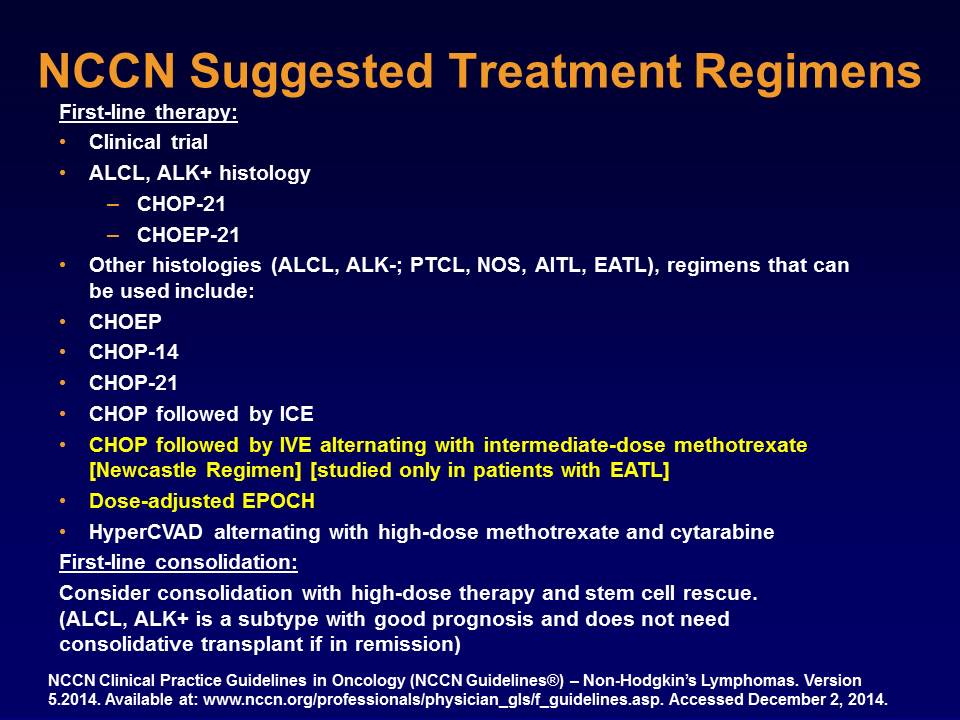 NCCN Suggested Treatment Regimens
First-line therapy:
• Clinical trial
• ALCL, ALK+ histology
– CHOP-21
– CHOEP-21
• Other histologies (ALCL, ALK-; PTCL, NOS, AITL, EATL), regimens that can
be used include:
• CHOEP
• CHOP-14
• CHOP-21
• CHOP followed by ICE
• CHOP followed by IVE alternating with intermediate-dose methotrexate
[Newcastle Regimen] [studied only in patients with EATL]
• Dose-adjusted EPOCH
• HyperCVAD alternating with high-dose methotrexate and cytarabine
First-line consolidation:
Consider consolidation with high-dose therapy and stem cell rescue.
(ALCL, ALK+ is a subtype with good prognosis and does not need
consolidative transplant if in remission)
NCCN Clinical Practice Guidelines in Oncology (NCCN Guidelines®) – Non-Hodgkin's Lymphomas. Version
5.2014. Available at: www.nccn.org/professionals/physician_gls/f_guidelines.asp. Accessed December 2, 2014.